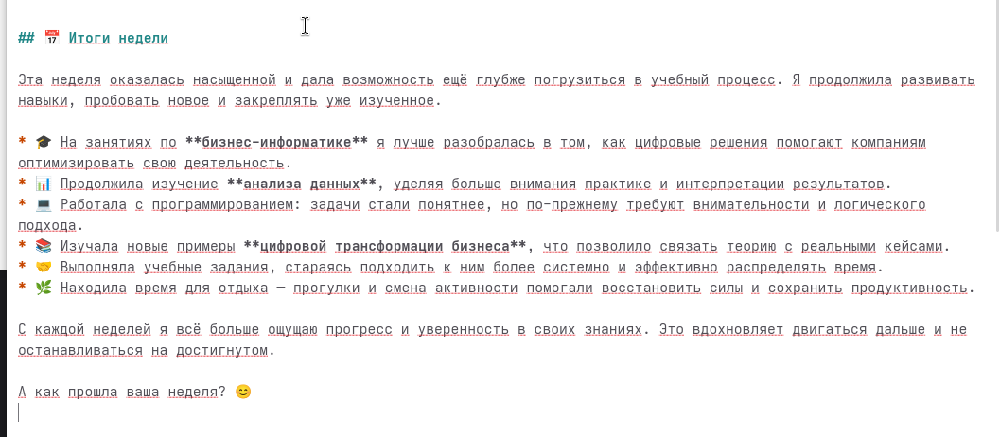 ## 📅 Итоги недели
Эта неделя оказалась насыщенной и дала возможность ещё глубже погрузиться в учебный процесс. Я продолжила развивать
навыки, пробовать новое и закреплять уже изученное.
* 🎓 На занятиях по **бизнес-информатике** я лучше разобралась в том, как цифровые решения помогают компаниям
оптимизировать свою деятельность.
* 📊 Продолжила изучение **анализа данных**, уделяя больше внимания практике и интерпретации результатов.
* 💻 Работала с программированием: задачи стали понятнее, но по-прежнему требуют внимательности и логического
подхода.
* 📚 Изучала новые примеры **цифровой трансформации бизнеса**, что позволило связать теорию с реальными кейсами.
* 🤝 Выполняла учебные задания, стараясь подходить к ним более системно и эффективно распределять время.
* 🌿 Находила время для отдыха — прогулки и смена активности помогали восстановить силы и сохранить продуктивность.
С каждой неделей я всё больше ощущаю прогресс и уверенность в своих знаниях. Это вдохновляет двигаться дальше и не
останавливаться на достигнутом.
А как прошла ваша неделя? 😊